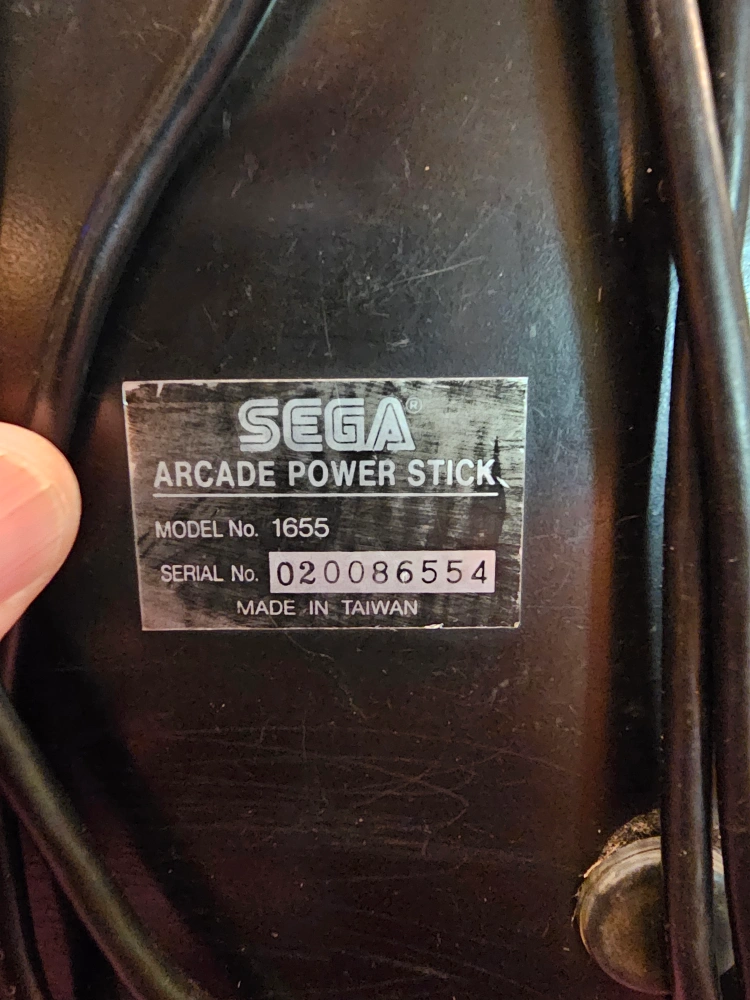 SEGA®
ARCADE POWER STICK
MODEL No. 1655
SERIAL No. 020086554
MADE IN TAIWAN